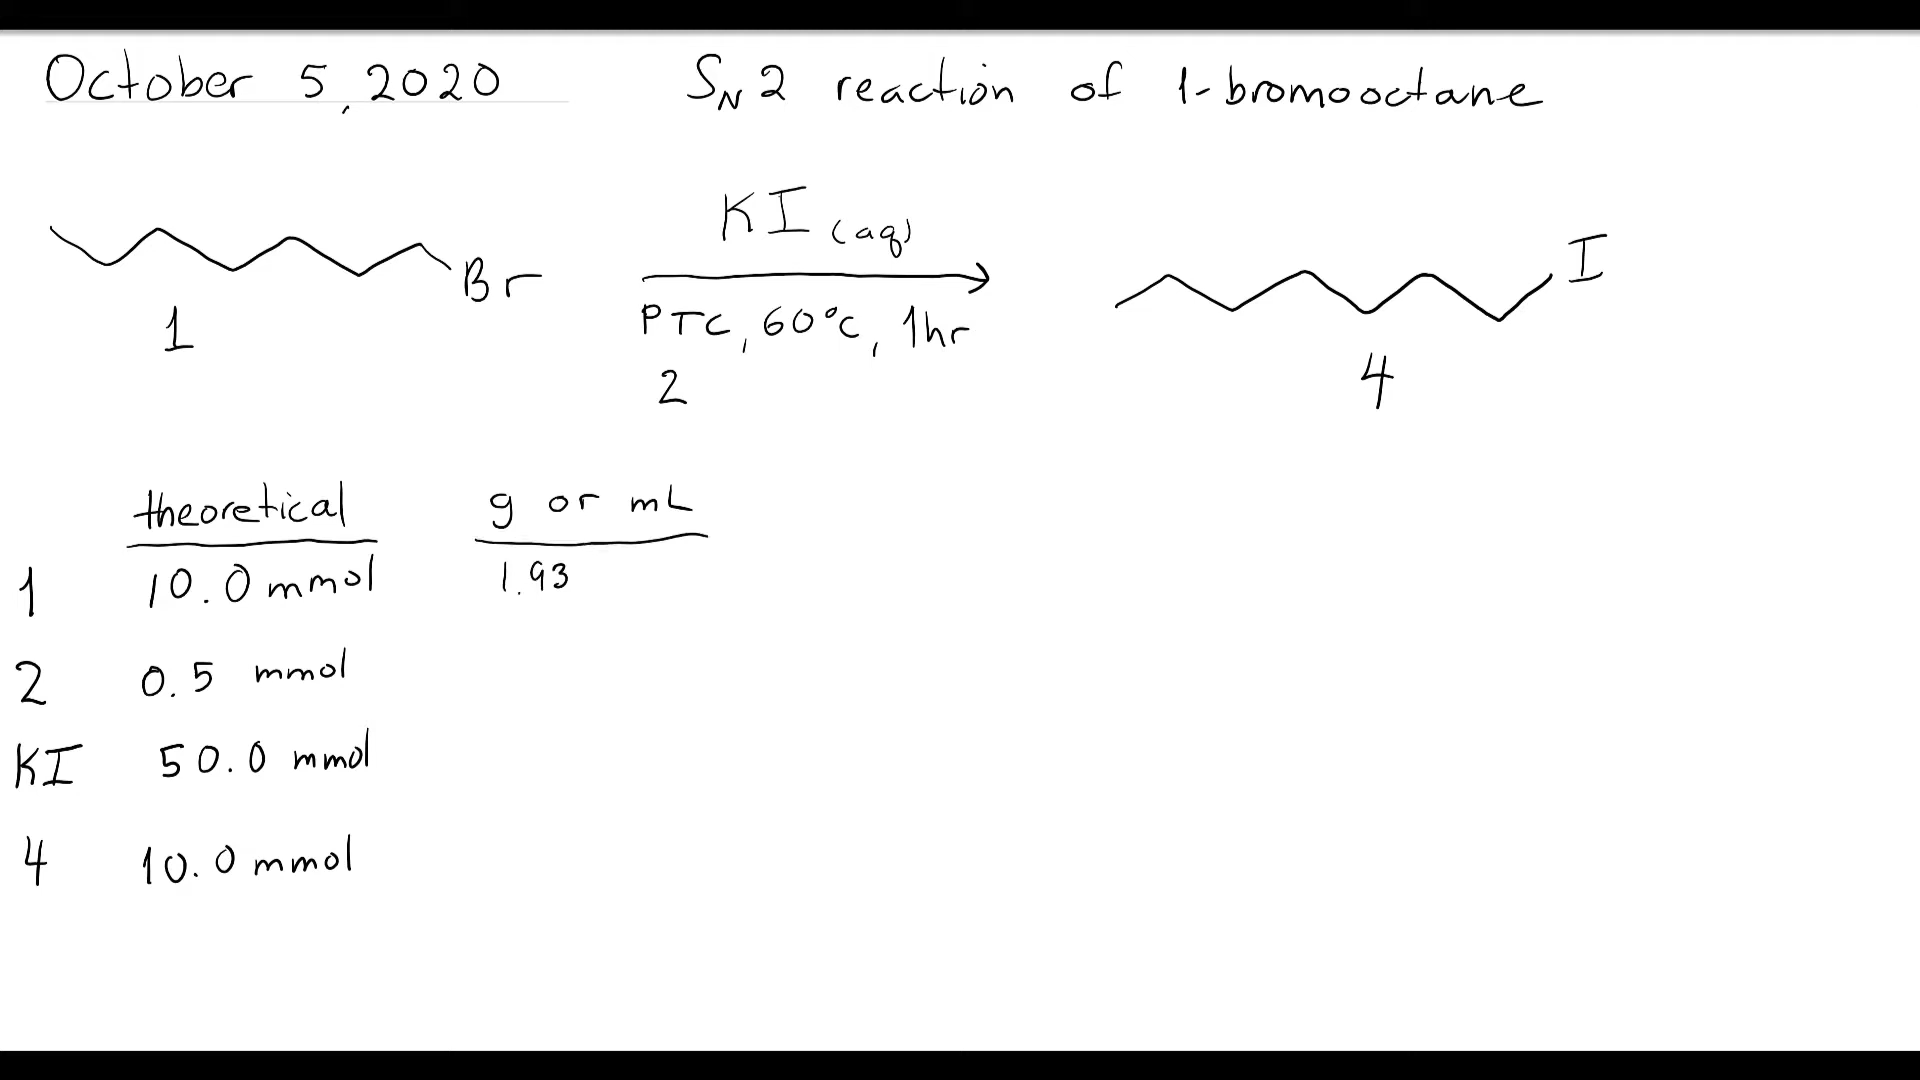 October 5, 2020
SN2 reaction of 1-bromooctane
Br
1
KI (aq)
PTC, 60°C, 1hr
2
I
4
theoretical g or mL
1 10.0 mmol 1.93
2 0.5 mmol
KI 50.0 mmol
4 10.0 mmol